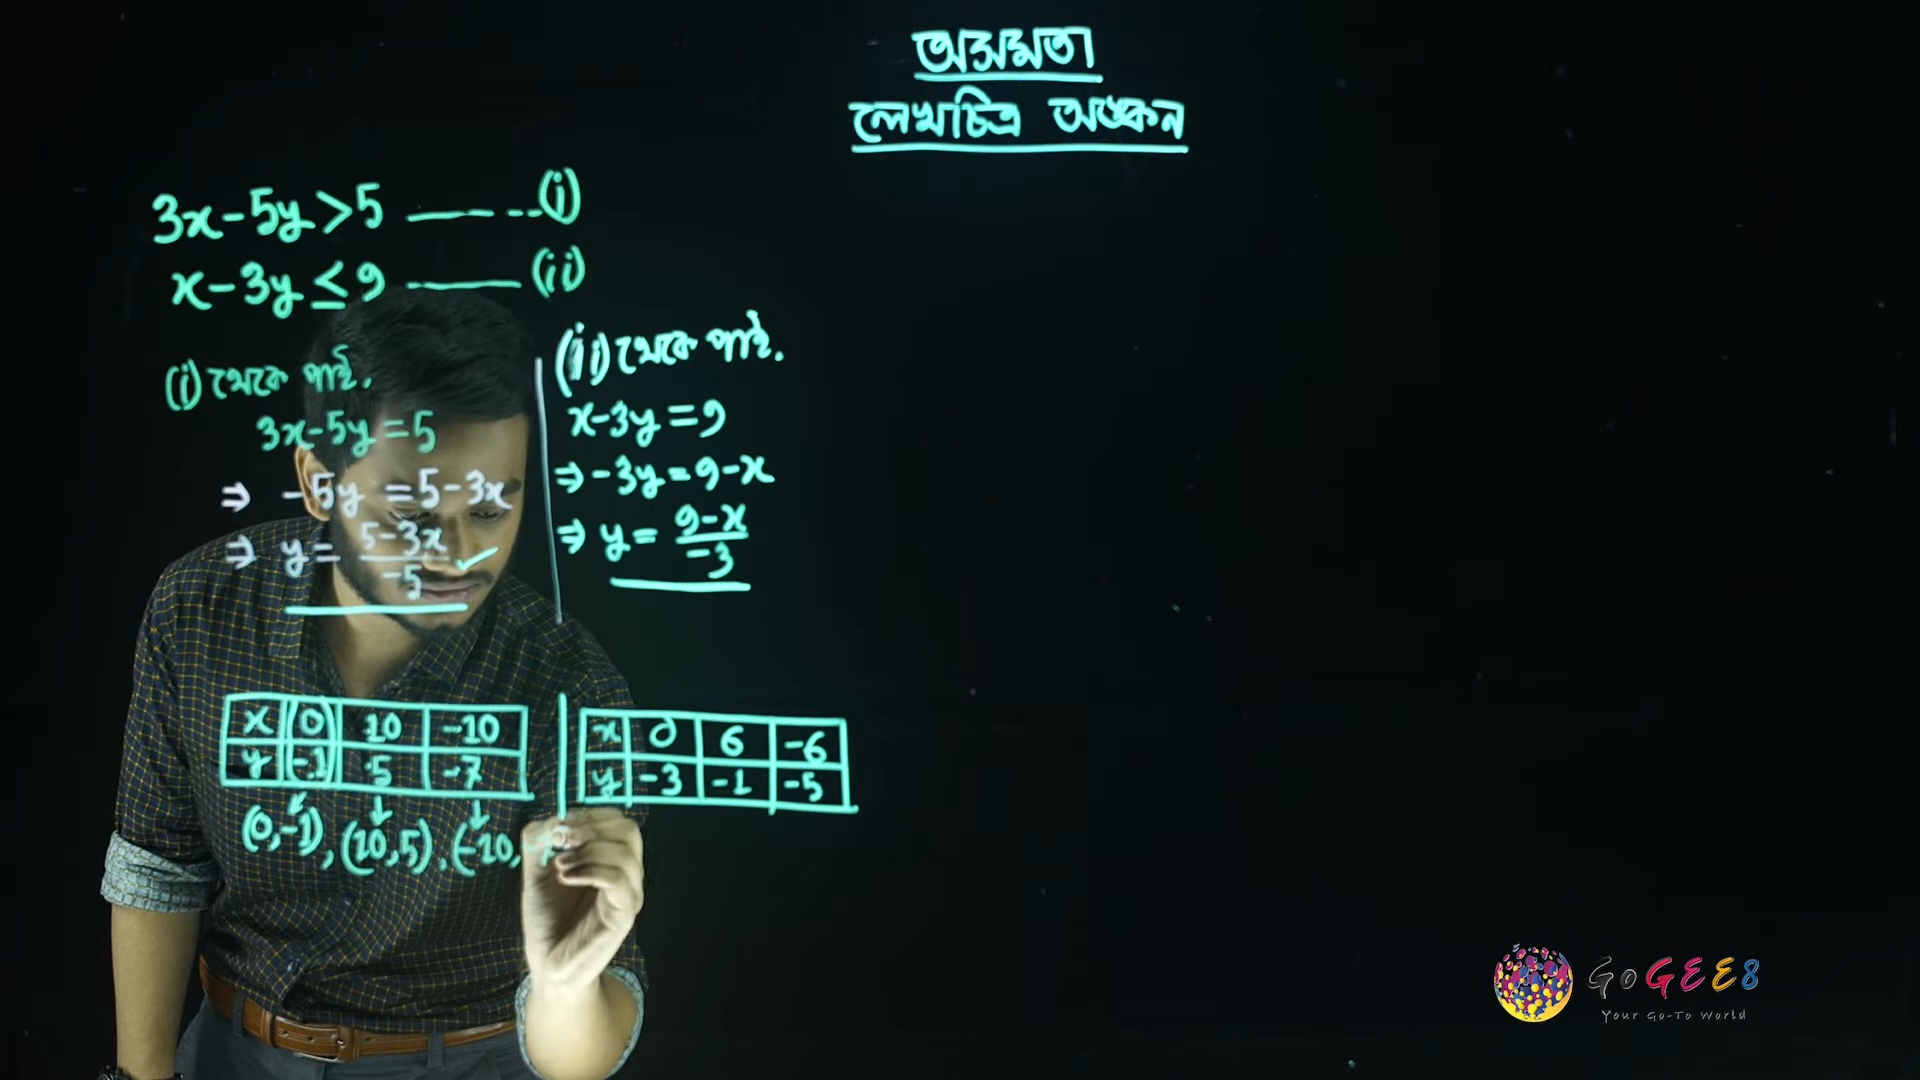 অসমতা
লেখচিত্র অঙ্কন
3x-5y>5 ——— --(i)
x-3y≤9 ——— (ii)
(i) থেকে পাই,
3x-5y=5
⇒ -5y =5-3x
⇒ y= 5-3x/-5 ✓
(ii) থেকে পাই,
x-3y=9
⇒ -3y=9-x
⇒ y= 9-x/-3
x 0 10 -10
y -1 5 -7
(0,-1), (10,5), (-10,-7
x 0 6 -6
y -3 -1 -5
GoGEE8
Your Go-To World